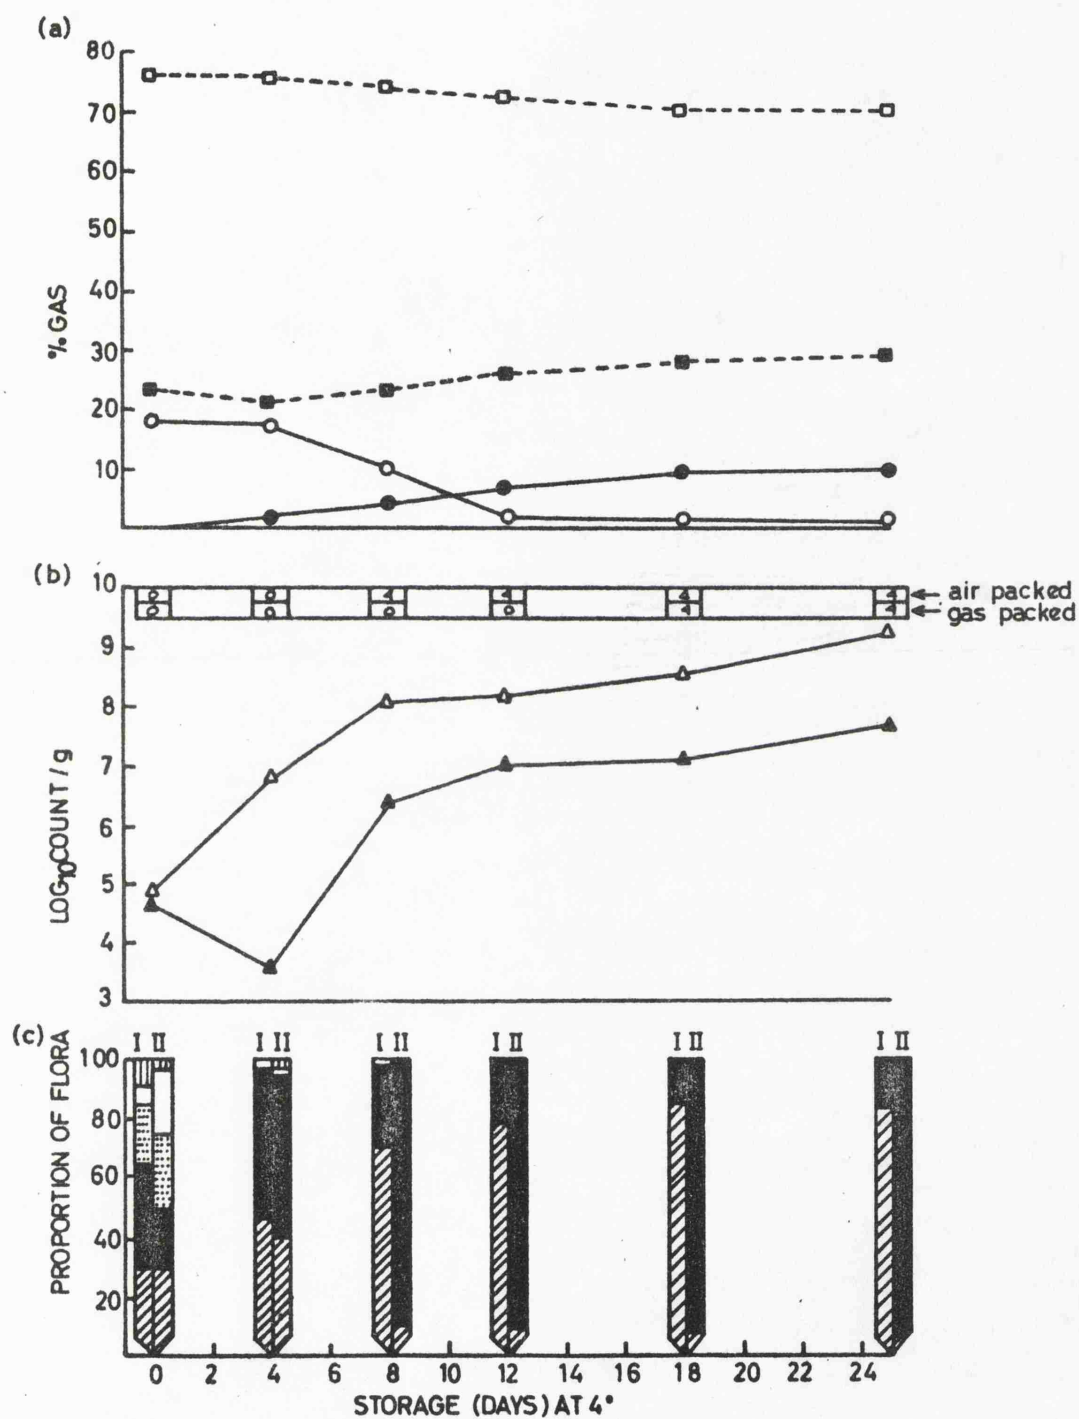 (a)
80
70
60
50
40
30
20
10
% GAS
(b)
10
9
8
7
6
5
4
3
LOG10COUNT/g
air packed
gas packed
(c)
I II
I II
I II
I II
I II
I II
100
80
60
40
20
PROPORTION OF FLORA
0 2 4 6 8 10 12 14 16 18 20 22 24
STORAGE (DAYS) AT 4°